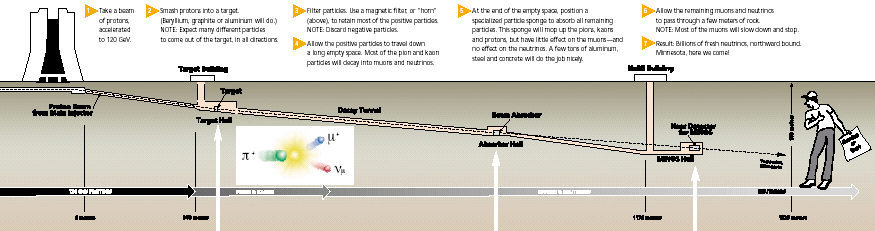 1 Take a beam
of protons,
accelerated
to 120 GeV.
2 Smash protons into a target.
(Beryllium, graphite or aluminum will do.)
NOTE: Expect many different particles
to come out of the target, in all directions.
3 Filter particles. Use a magnetic filter, or "horn"
(above), to retain most of the positive particles.
NOTE: Discard negative particles.
4 Allow the positive particles to travel down
a long empty space. Most of the pion and kaon
particles will decay into muons and neutrinos.
5 At the end of the empty space, position a
specialized particle sponge to absorb all remaining
particles. This sponge will mop up the pions, kaons
and protons, but have little effect on the muons—and
no effect on the neutrinos. A few tons of aluminum,
steel and concrete will do the job nicely.
6 Allow the remaining muons and neutrinos
to pass through a few meters of rock.
NOTE: Most of the muons will slow down and stop.
7 Result: Billions of fresh neutrinos, northward bound.
Minnesota, here we come!
Target Building
Target
Proton Beam
from Main Injector
Target Hall
Decay Tunnel
Beam Absorber
Absorber Hall
MINOS Hall
Near Detector
π+
μ+
νμ
0 meters